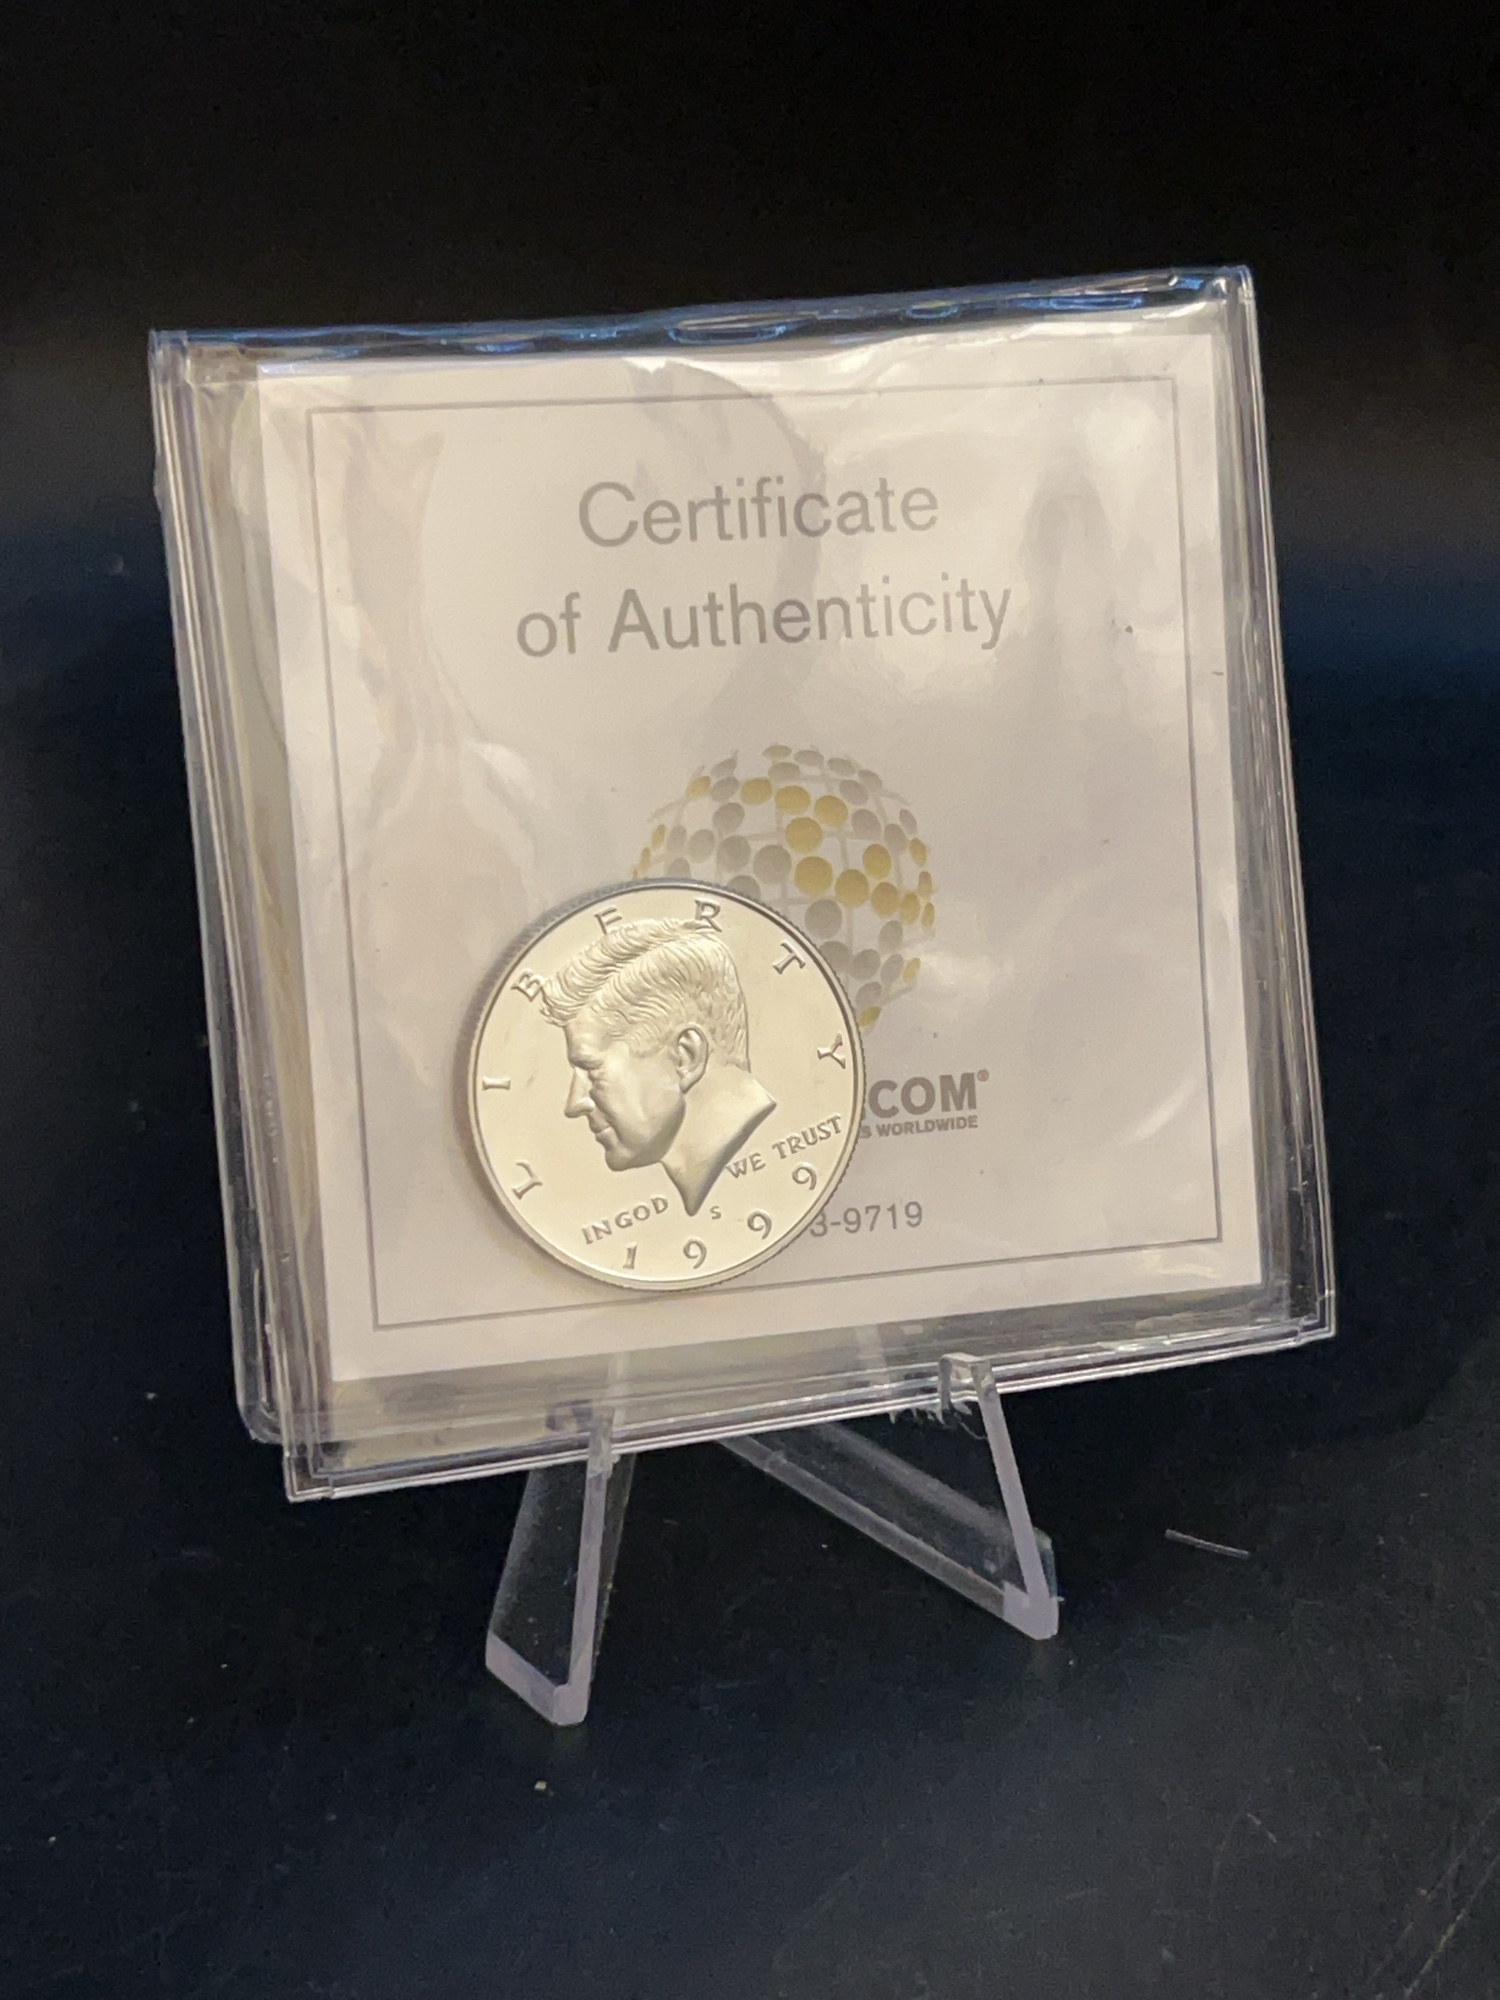 Certificate
of Authenticity
LIBERTY
IN GOD WE TRUST
S
1999
.COM®
S WORLDWIDE
3-9719